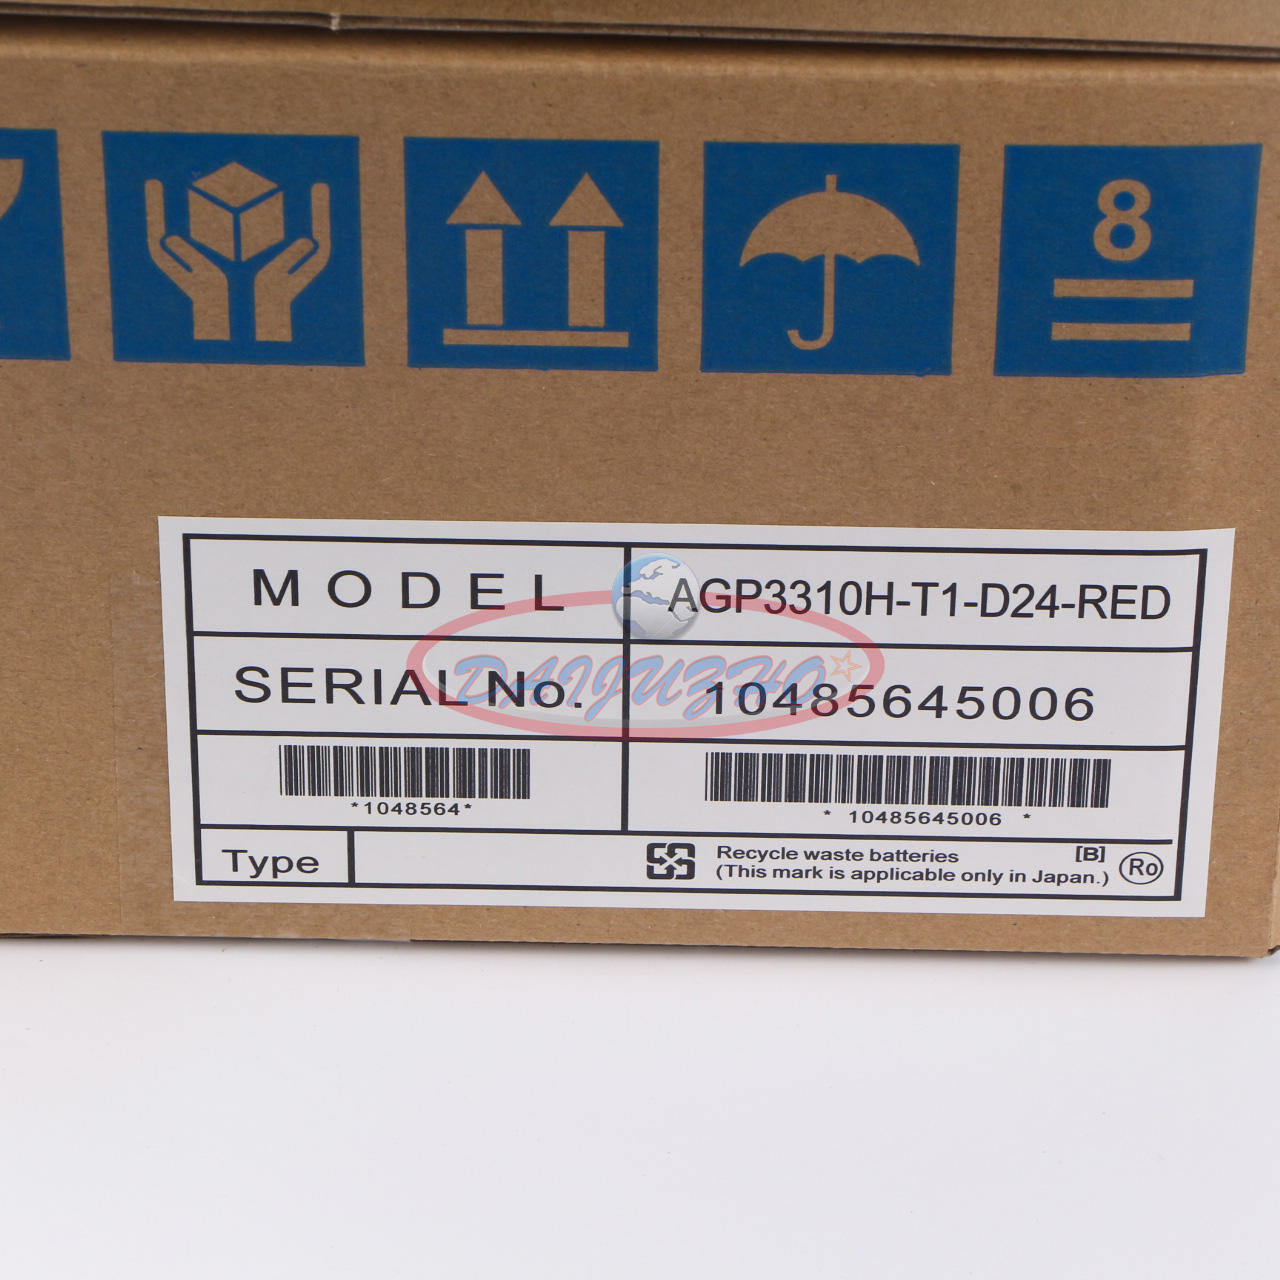 8
MODEL AGP3310H-T1-D24-RED
SERIAL No. 10485645006
DAIJUZHO
*1048564* * 10485645006 *
Type Recycle waste batteries [B]
(This mark is applicable only in Japan.) Ro